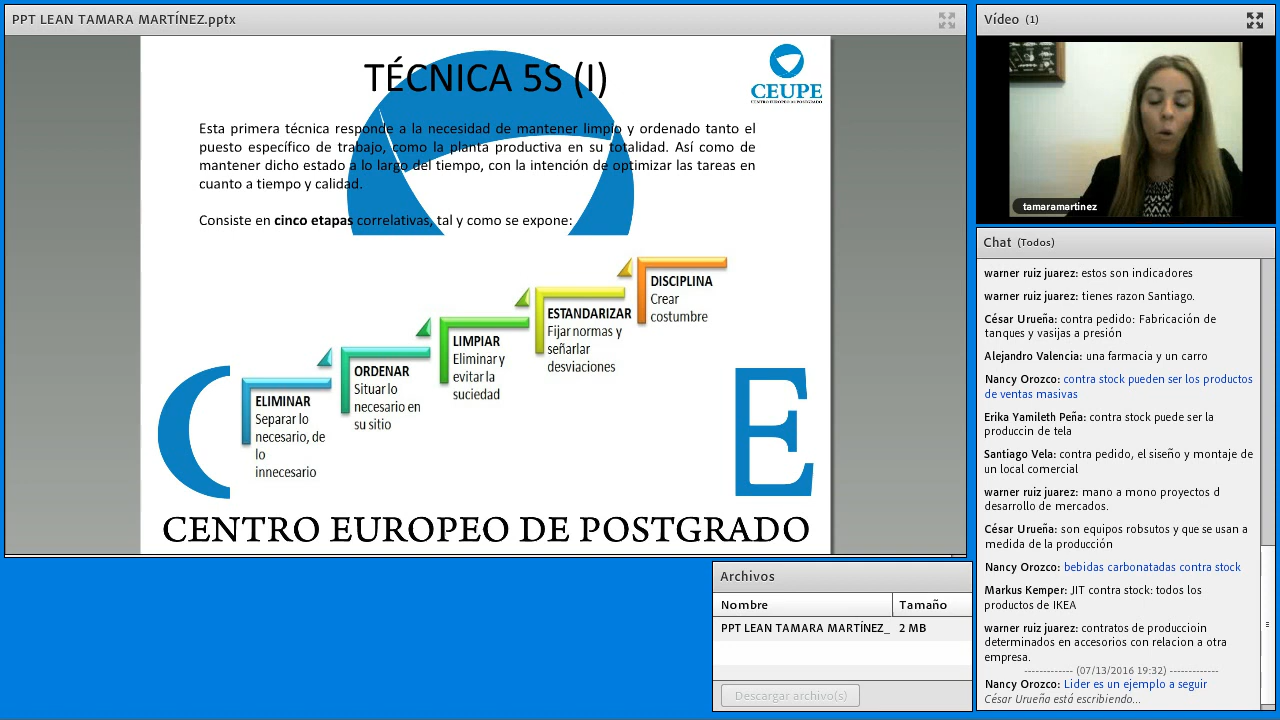 PPT LEAN TAMARA MARTÍNEZ.pptx
TÉCNICA 5S (I)
CEUPE
CENTRO EUROPEO DE POSTGRADO
Esta primera técnica responde a la necesidad de mantener limpio y ordenado tanto el
puesto específico de trabajo, como la planta productiva en su totalidad. Así como de
mantener dicho estado a lo largo del tiempo, con la intención de optimizar las tareas en
cuanto a tiempo y calidad.
Consiste en cinco etapas correlativas, tal y como se expone:
ELIMINAR
Separar lo
necesario, de
lo
innecesario
ORDENAR
Situar lo
necesario en
su sitio
LIMPIAR
Eliminar y
evitar la
suciedad
ESTANDARIZAR
Fijar normas y
señarlar
desviaciones
DISCIPLINA
Crear
costumbre
C E
CENTRO EUROPEO DE POSTGRADO
Archivos
Nombre Tamaño
PPT LEAN TAMARA MARTÍNEZ_ 2 MB
Descargar archivo(s)
Vídeo (1)
tamaramartinez
Chat (Todos)
warner ruiz juarez: estos son indicadores
warner ruiz juarez: tienes razon Santiago.
César Urueña: contra pedido: Fabricación de
tanques y vasijas a presión
Alejandro Valencia: una farmacia y un carro
Nancy Orozco: contra stock pueden ser los productos
de ventas masivas
Erika Yamileth Peña: contra stock puede ser la
produccin de tela
Santiago Vela: contra pedido, el siseño y montaje de
un local comercial
warner ruiz juarez: mano a mono proyectos d
desarrollo de mercados.
César Urueña: son equipos robsutos y que se usan a
medida de la producción
Nancy Orozco: bebidas carbonatadas contra stock
Markus Kemper: JIT contra stock: todos los
productos de IKEA
warner ruiz juarez: contratos de produccioin
determinados en accesorios con relacion a otra
empresa.
------------- (07/13/2016 19:32) -------------
Nancy Orozco: Lider es un ejemplo a seguir
César Urueña está escribiendo...